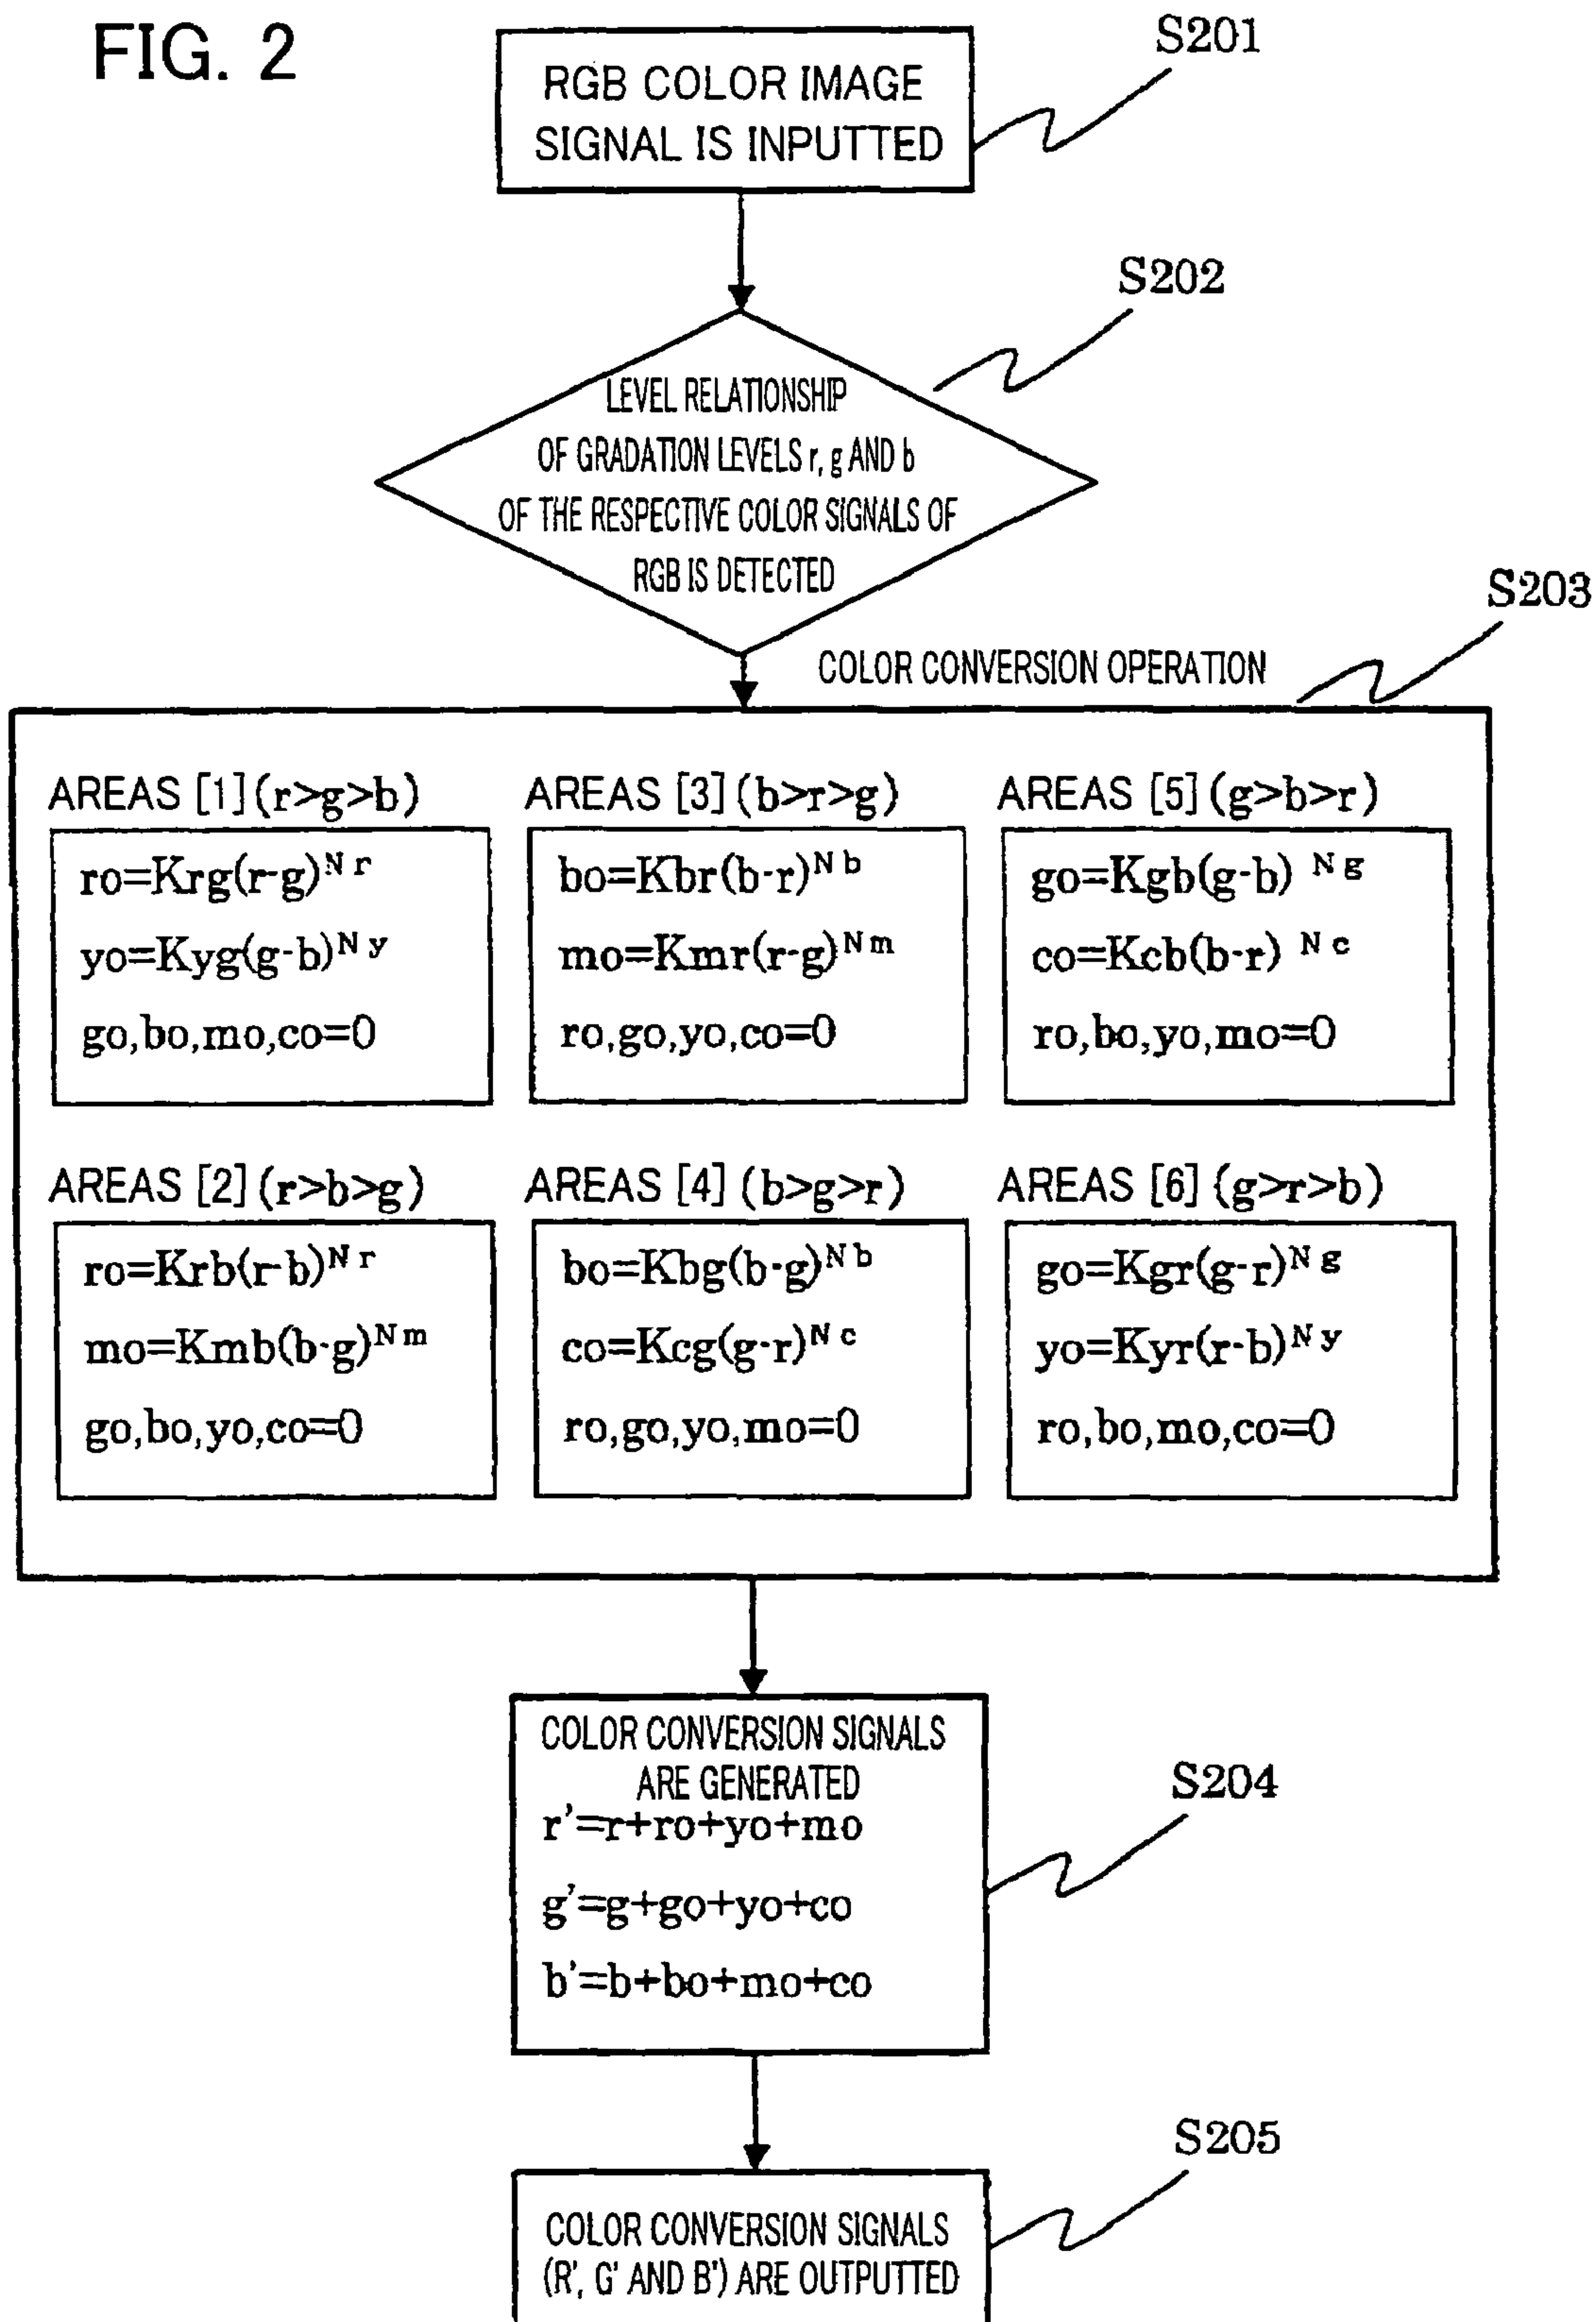 FIG. 2
S201
RGB COLOR IMAGE
SIGNAL IS INPUTTED
S202
LEVEL RELATIONSHIP
OF GRADATION LEVELS r, g AND b
OF THE RESPECTIVE COLOR SIGNALS OF
RGB IS DETECTED
S203
COLOR CONVERSION OPERATION
AREAS [1] (r>g>b)
ro=Krg(r-g)^Nr
yo=Kyg(g-b)^Ny
go,bo,mo,co=0
AREAS [3] (b>r>g)
bo=Kbr(b-r)^Nb
mo=Kmr(r-g)^Nm
ro,go,yo,co=0
AREAS [5] (g>b>r)
go=Kgb(g-b)^Ng
co=Kcb(b-r)^Nc
ro,bo,yo,mo=0
AREAS [2] (r>b>g)
ro=Krb(r-b)^Nr
mo=Kmb(b-g)^Nm
go,bo,yo,co=0
AREAS [4] (b>g>r)
bo=Kbg(b-g)^Nb
co=Kcg(g-r)^Nc
ro,go,yo,mo=0
AREAS [6] (g>r>b)
go=Kgr(g-r)^Ng
yo=Kyr(r-b)^Ny
ro,bo,mo,co=0
COLOR CONVERSION SIGNALS
ARE GENERATED
r'=r+ro+yo+mo
g'=g+go+yo+co
b'=b+bo+mo+co
S204
S205
COLOR CONVERSION SIGNALS
(R', G' AND B') ARE OUTPUTTED